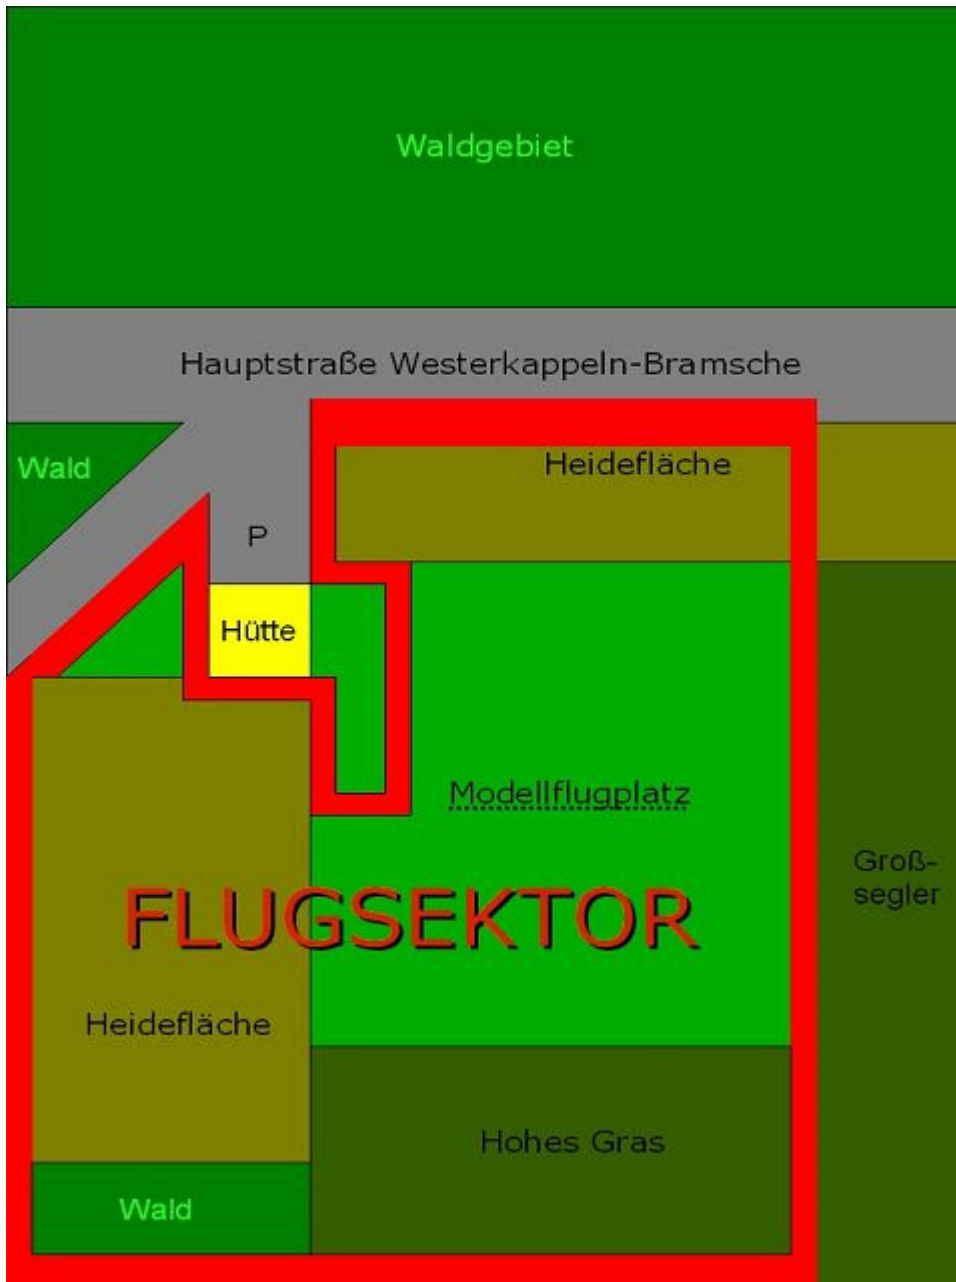 Waldgebiet
Hauptstraße Westerkappeln-Bramsche
Wald
Heidefläche
P
Hütte
Modellflugplatz
Groß-
segler
FLUGSEKTOR
Heidefläche
Hohes Gras
Wald